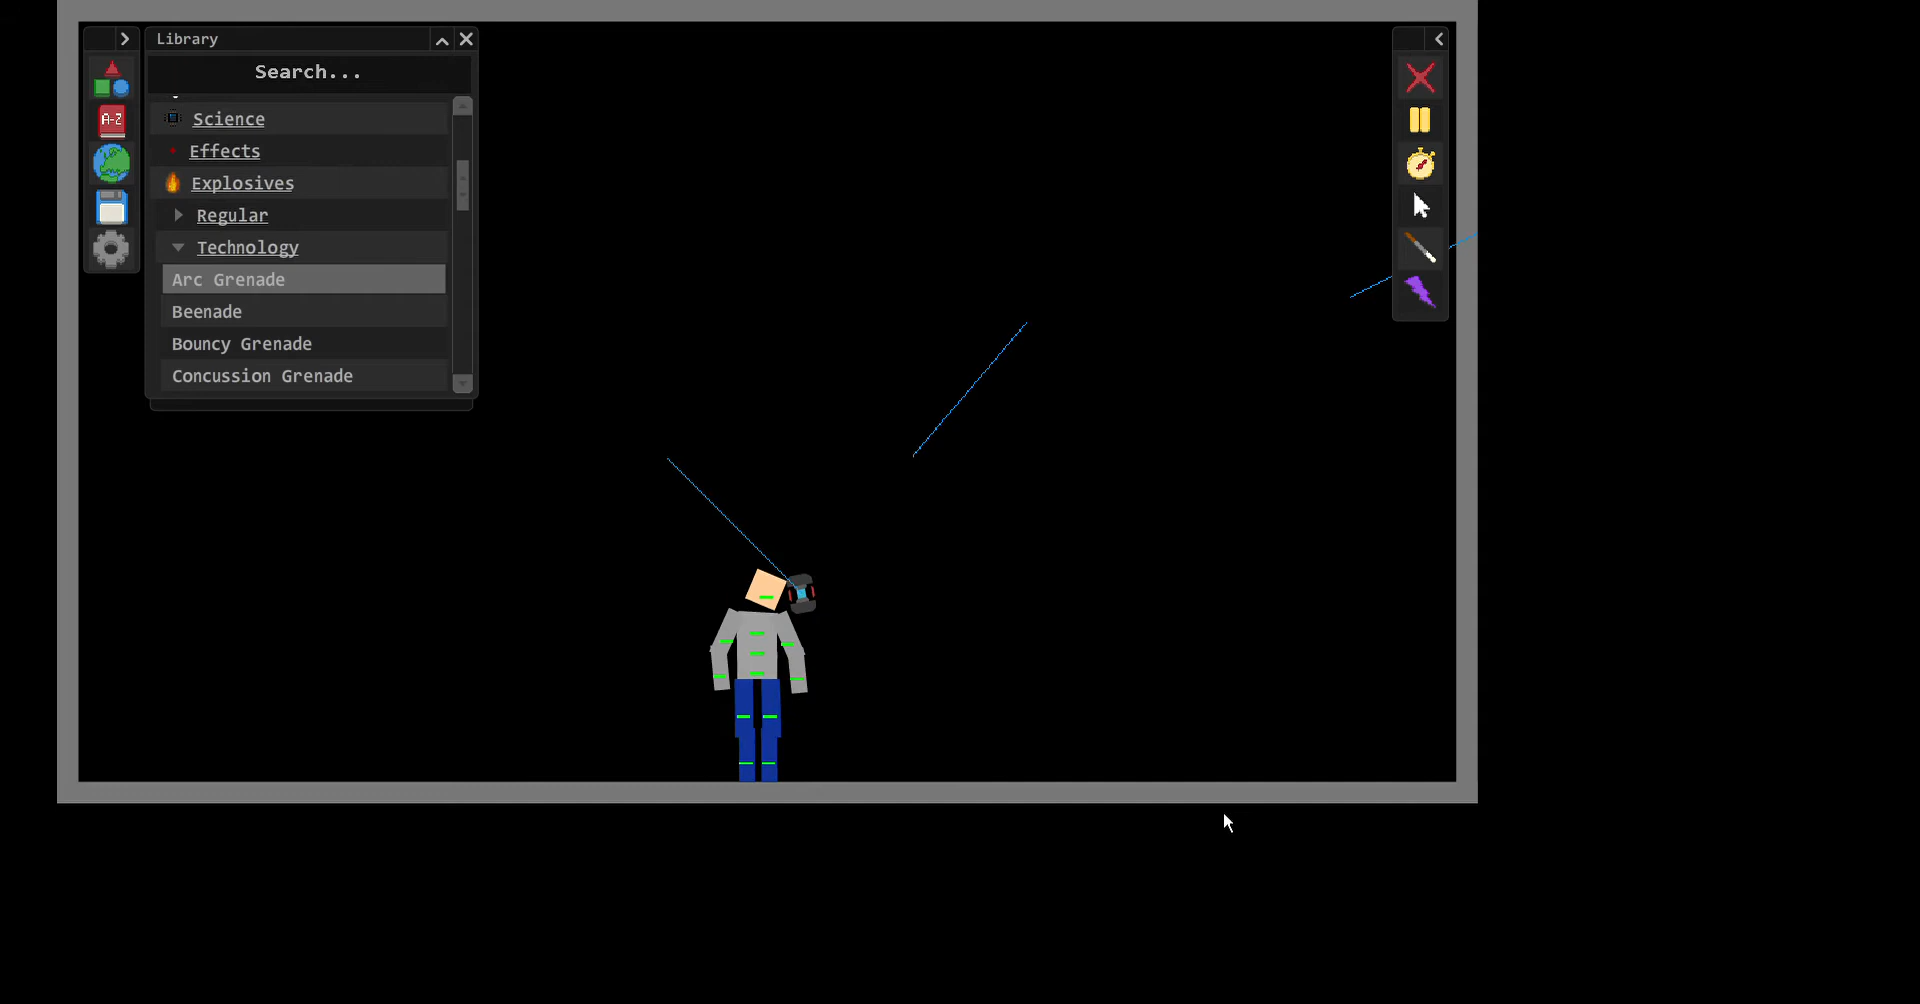 Library
Search...
A-Z
Science
Effects
Explosives
Regular
Technology
Arc Grenade
Beenade
Bouncy Grenade
Concussion Grenade